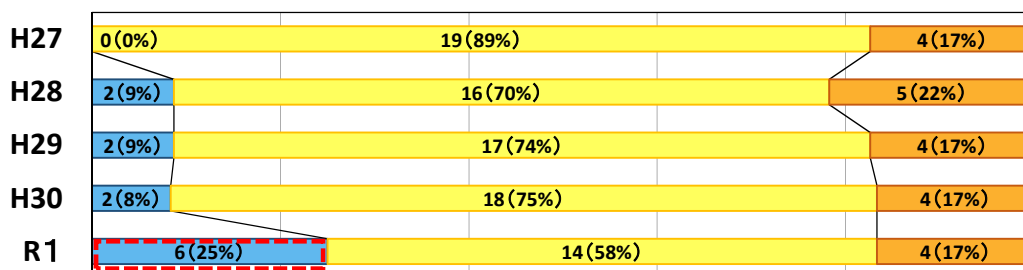 H27 0(0%) 19(89%) 4(17%)
H28 2(9%) 16(70%) 5(22%)
H29 2(9%) 17(74%) 4(17%)
H30 2(8%) 18(75%) 4(17%)
R1 6(25%) 14(58%) 4(17%)